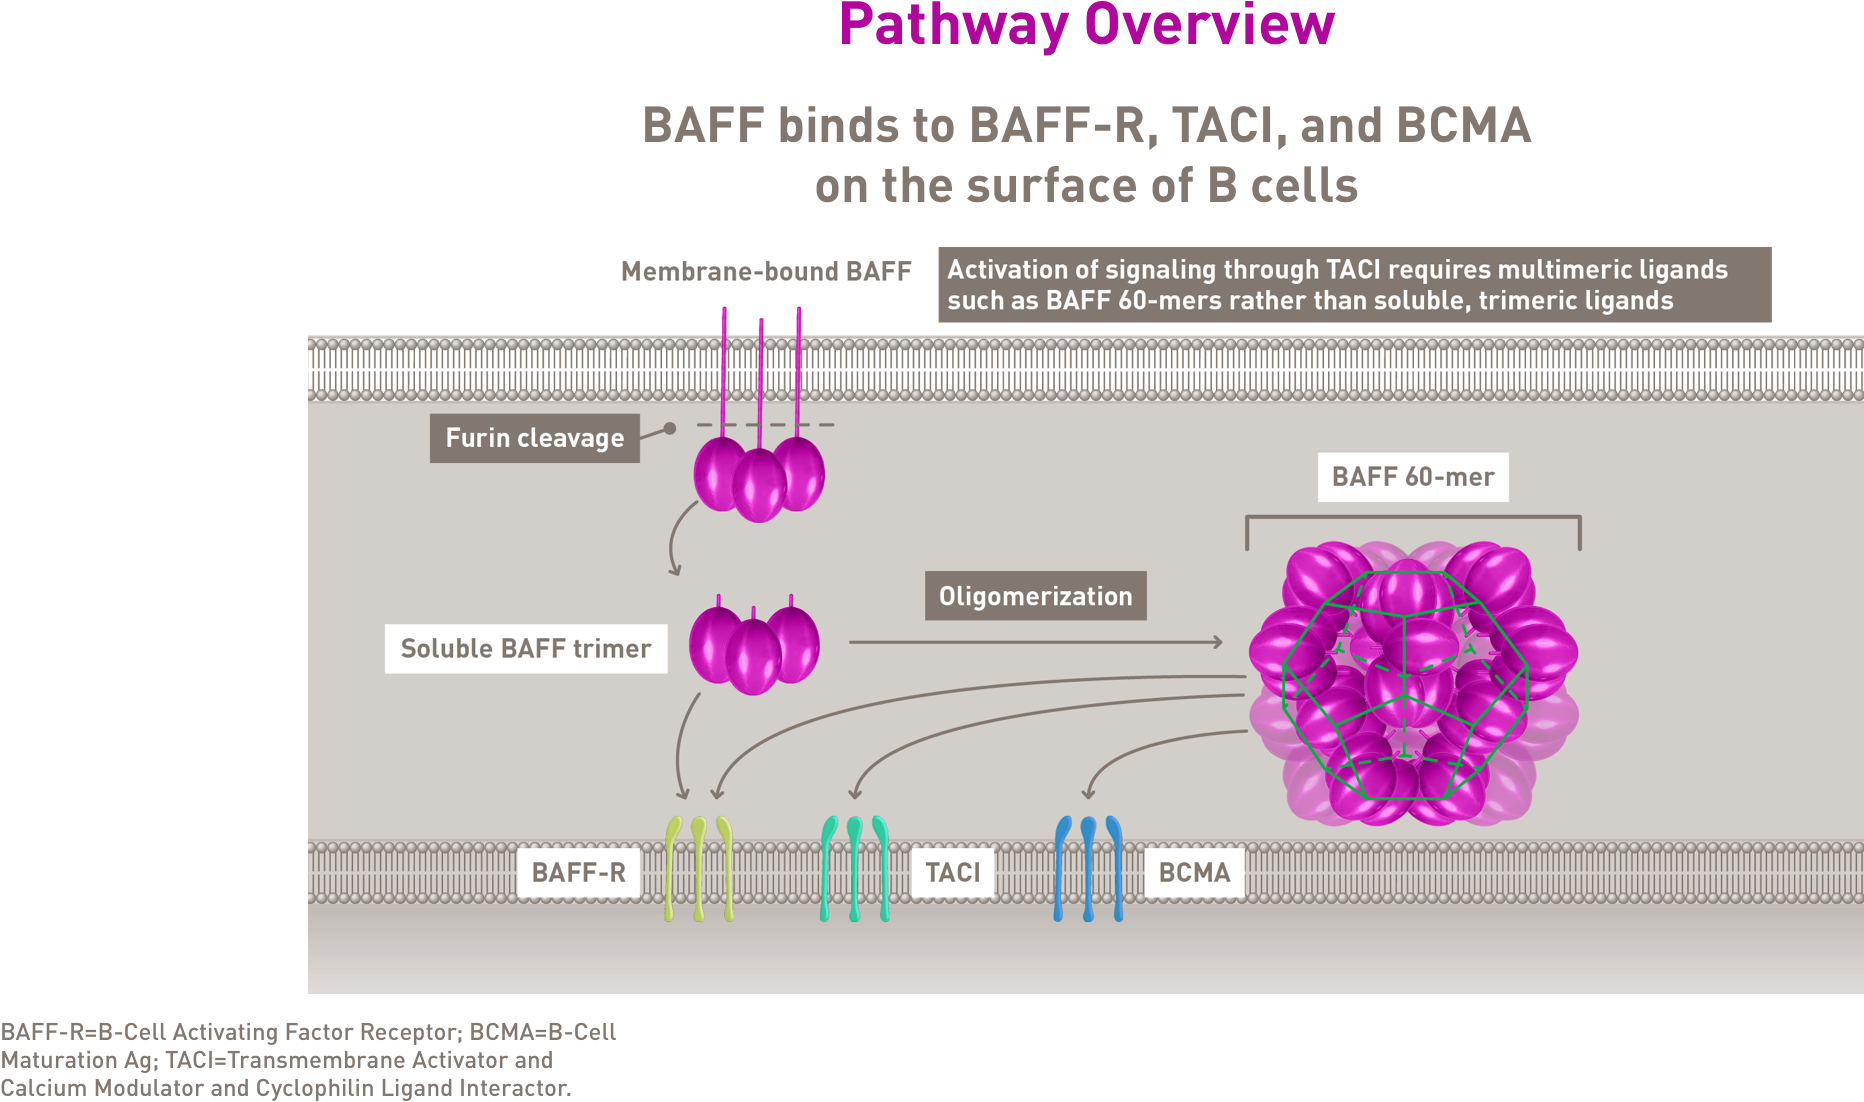 Pathway Overview
BAFF binds to BAFF-R, TACI, and BCMA
on the surface of B cells
Membrane-bound BAFF
Activation of signaling through TACI requires multimeric ligands
such as BAFF 60-mers rather than soluble, trimeric ligands
Furin cleavage
BAFF 60-mer
Oligomerization
Soluble BAFF trimer
BAFF-R
TACI
BCMA
BAFF-R=B-Cell Activating Factor Receptor; BCMA=B-Cell
Maturation Ag; TACI=Transmembrane Activator and
Calcium Modulator and Cyclophilin Ligand Interactor.